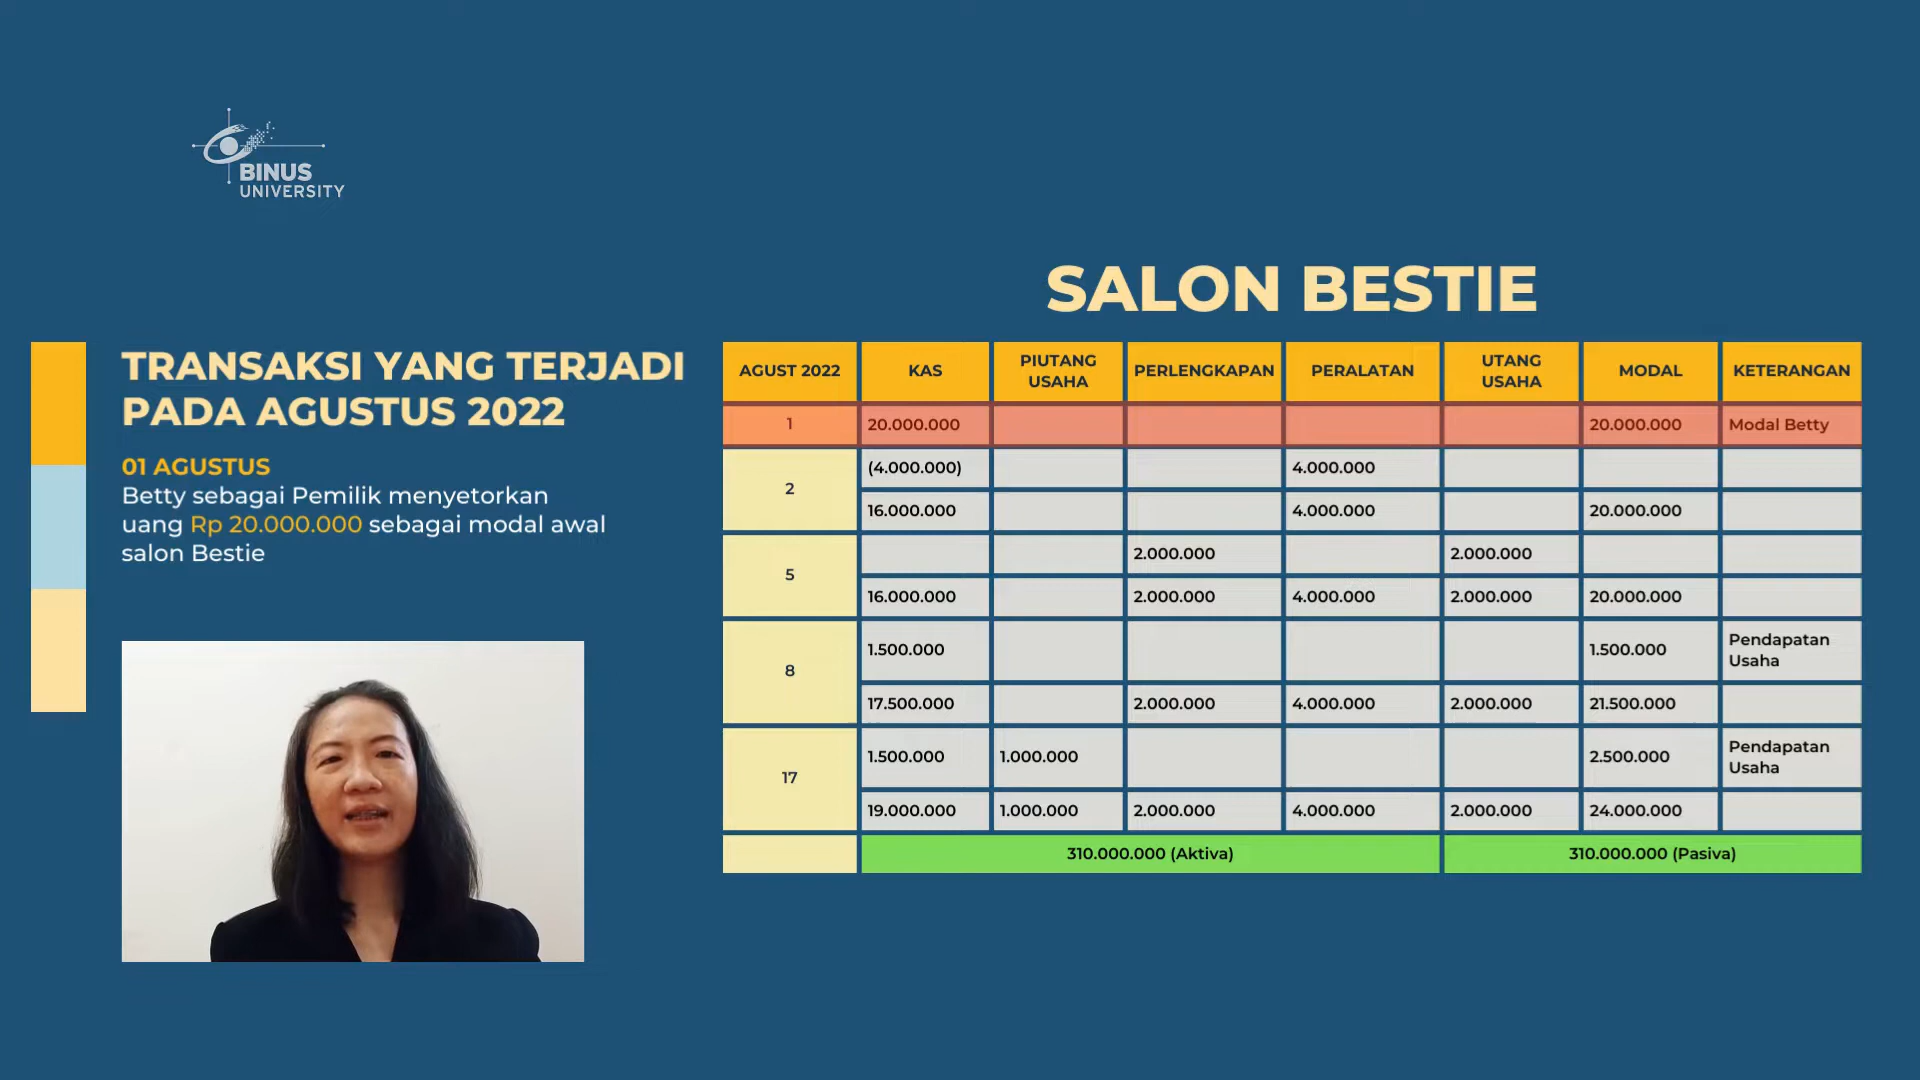 BINUS
UNIVERSITY
SALON BESTIE
TRANSAKSI YANG TERJADI
PADA AGUSTUS 2022
01 AGUSTUS
Betty sebagai Pemilik menyetorkan
uang Rp 20.000.000 sebagai modal awal
salon Bestie
AGUST 2022 KAS PIUTANG USAHA PERLENGKAPAN PERALATAN UTANG USAHA MODAL KETERANGAN
1 20.000.000 20.000.000 Modal Betty
2 (4.000.000) 4.000.000
16.000.000 4.000.000 20.000.000
5 2.000.000 2.000.000
16.000.000 2.000.000 4.000.000 2.000.000 20.000.000
8 1.500.000 1.500.000 Pendapatan Usaha
17.500.000 2.000.000 4.000.000 2.000.000 21.500.000
17 1.500.000 1.000.000 2.500.000 Pendapatan Usaha
19.000.000 1.000.000 2.000.000 4.000.000 2.000.000 24.000.000
310.000.000 (Aktiva) 310.000.000 (Pasiva)